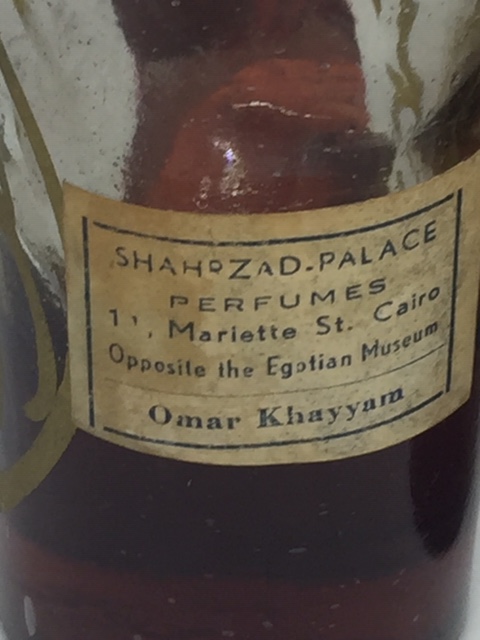 SHAHRZAD-PALACE
PERFUMES
Mariette St. Cairo
Opposite the Egptian Museum
Omar Khayyam